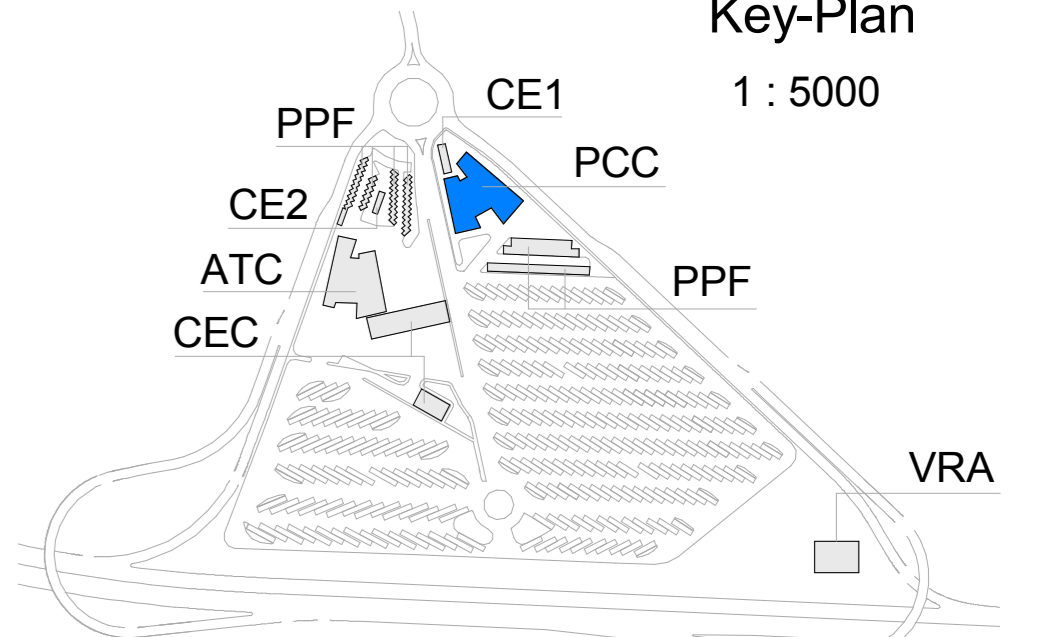 Key-Plan
1 : 5000
CE1
PPF
PCC
CE2
ATC
PPF
CEC
VRA